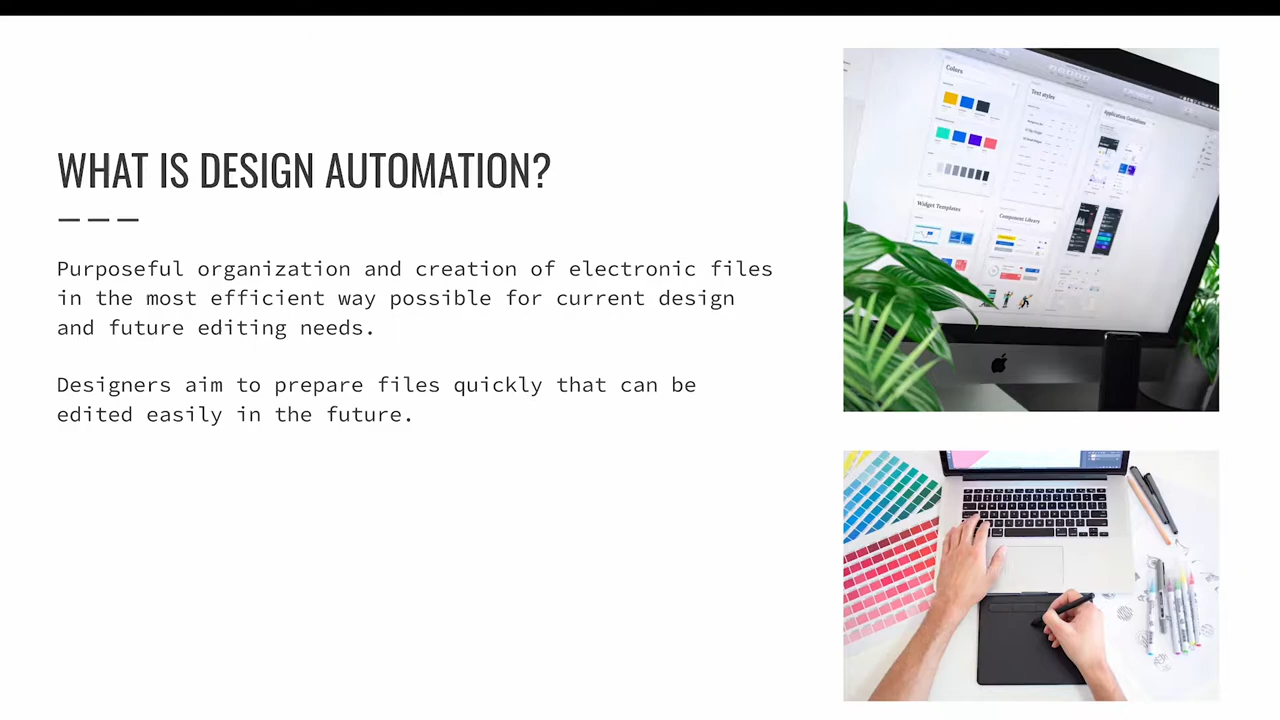 WHAT IS DESIGN AUTOMATION?
Purposeful organization and creation of electronic files
in the most efficient way possible for current design
and future editing needs.
Designers aim to prepare files quickly that can be
edited easily in the future.
Colors
Text styles
Application Guidelines
Widget Templates
Component Library